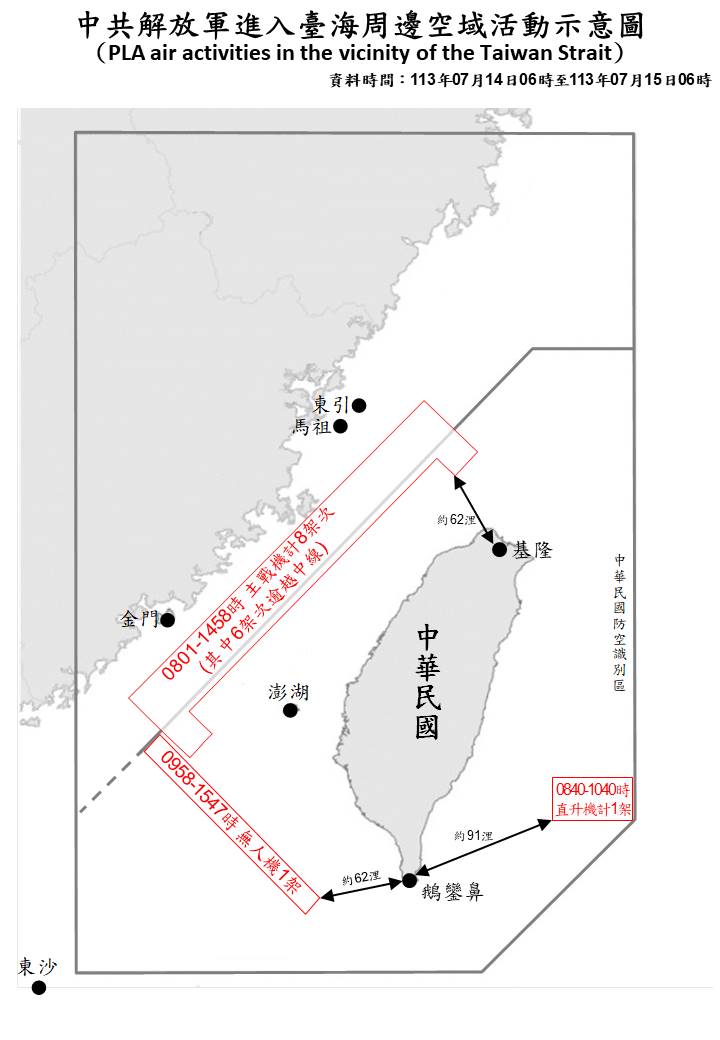 中共解放軍進入臺海周邊空域活動示意圖
（PLA air activities in the vicinity of the Taiwan Strait）
資料時間：113年07月14日06時至113年07月15日06時
東引
馬祖
約62浬
0801-1458時 主戰機計8架次
(其中6架次逾越中線)
基隆
中華民國防空識別區
金門
中華民國
澎湖
0958-1547時 無人機1架
0840-1040時
直升機計1架
約91浬
約62浬
鵝鑾鼻
東沙